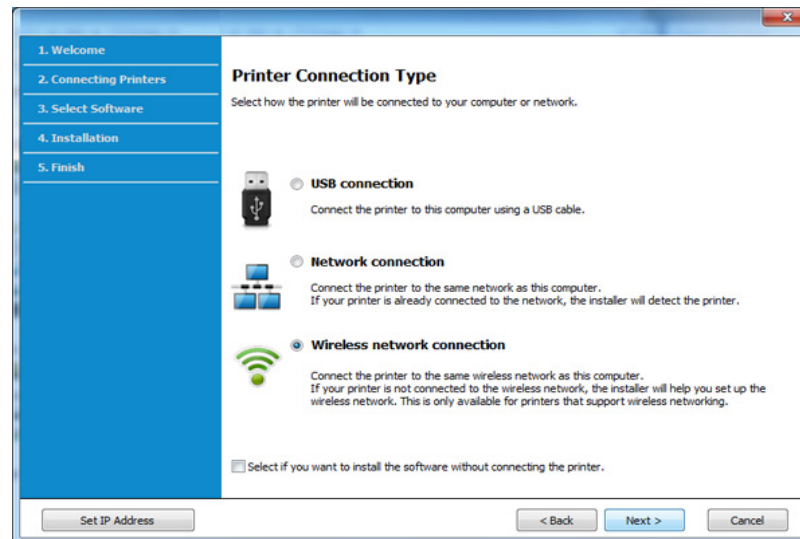 1. Welcome
2. Connecting Printers
3. Select Software
4. Installation
5. Finish
Printer Connection Type
Select how the printer will be connected to your computer or network.
USB connection
Connect the printer to this computer using a USB cable.
Network connection
Connect the printer to the same network as this computer.
If your printer is already connected to the network, the installer will detect the printer.
Wireless network connection
Connect the printer to the same wireless network as this computer.
If your printer is not connected to the wireless network, the installer will help you set up the
wireless network. This is only available for printers that support wireless networking.
Select if you want to install the software without connecting the printer.
Set IP Address
< Back
Next >
Cancel